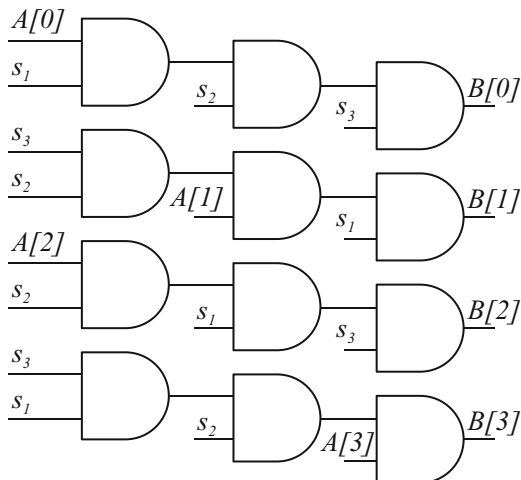 A[0]
s₁
s₂
s₃
B[0]
s₃
s₂
A[1]
s₁
B[1]
A[2]
s₂
s₁
s₃
B[2]
s₃
s₁
s₂
A[3]
B[3]